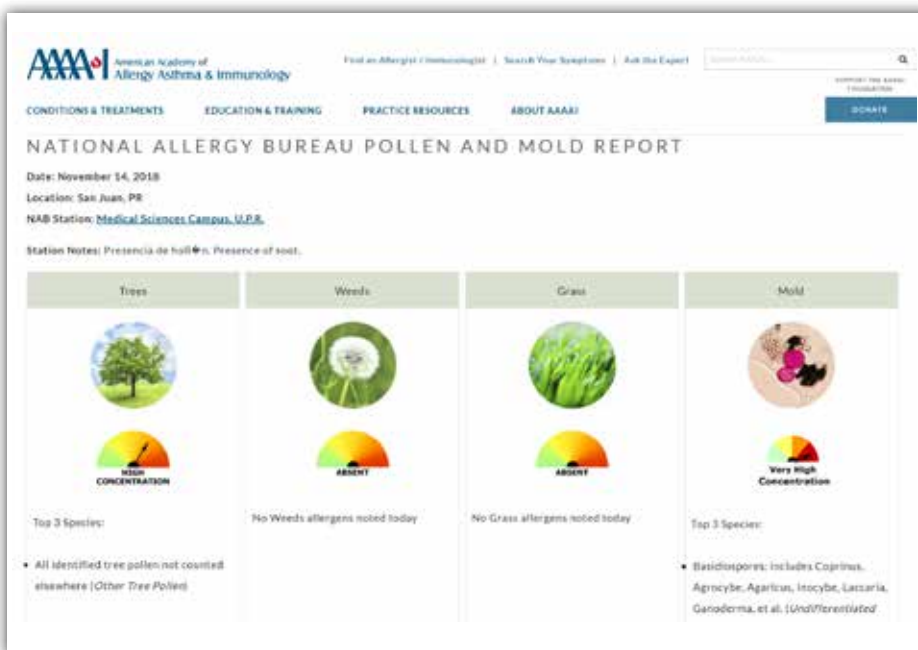 AAAAI American Academy of
Allergy Asthma & Immunology
Find an Allergist / Immunologist | Search Your Symptoms | Ask the Expert
SUPPORT THE AAAAI
FOUNDATION
CONDITIONS & TREATMENTS EDUCATION & TRAINING PRACTICE RESOURCES ABOUT AAAAI DONATE
NATIONAL ALLERGY BUREAU POLLEN AND MOLD REPORT
Date: November 14, 2018
Location: San Juan, PR
NAB Station: Medical Sciences Campus, U.P.R.
Station Notes: Presencia de holl�n. Presence of soot.
Trees Weeds Grass Mold
HIGH
CONCENTRATION
ABSENT
ABSENT
Very High
Concentration
Top 3 Species:
No Weeds allergens noted today
No Grass allergens noted today
Top 3 Species:
• All identified tree pollen not counted
elsewhere (Other Tree Pollen)
• Basidiospores: includes Coprinus,
Agrocybe, Agaricus, Inocybe, Laccaria,
Ganoderma, et al. (Undifferentiated